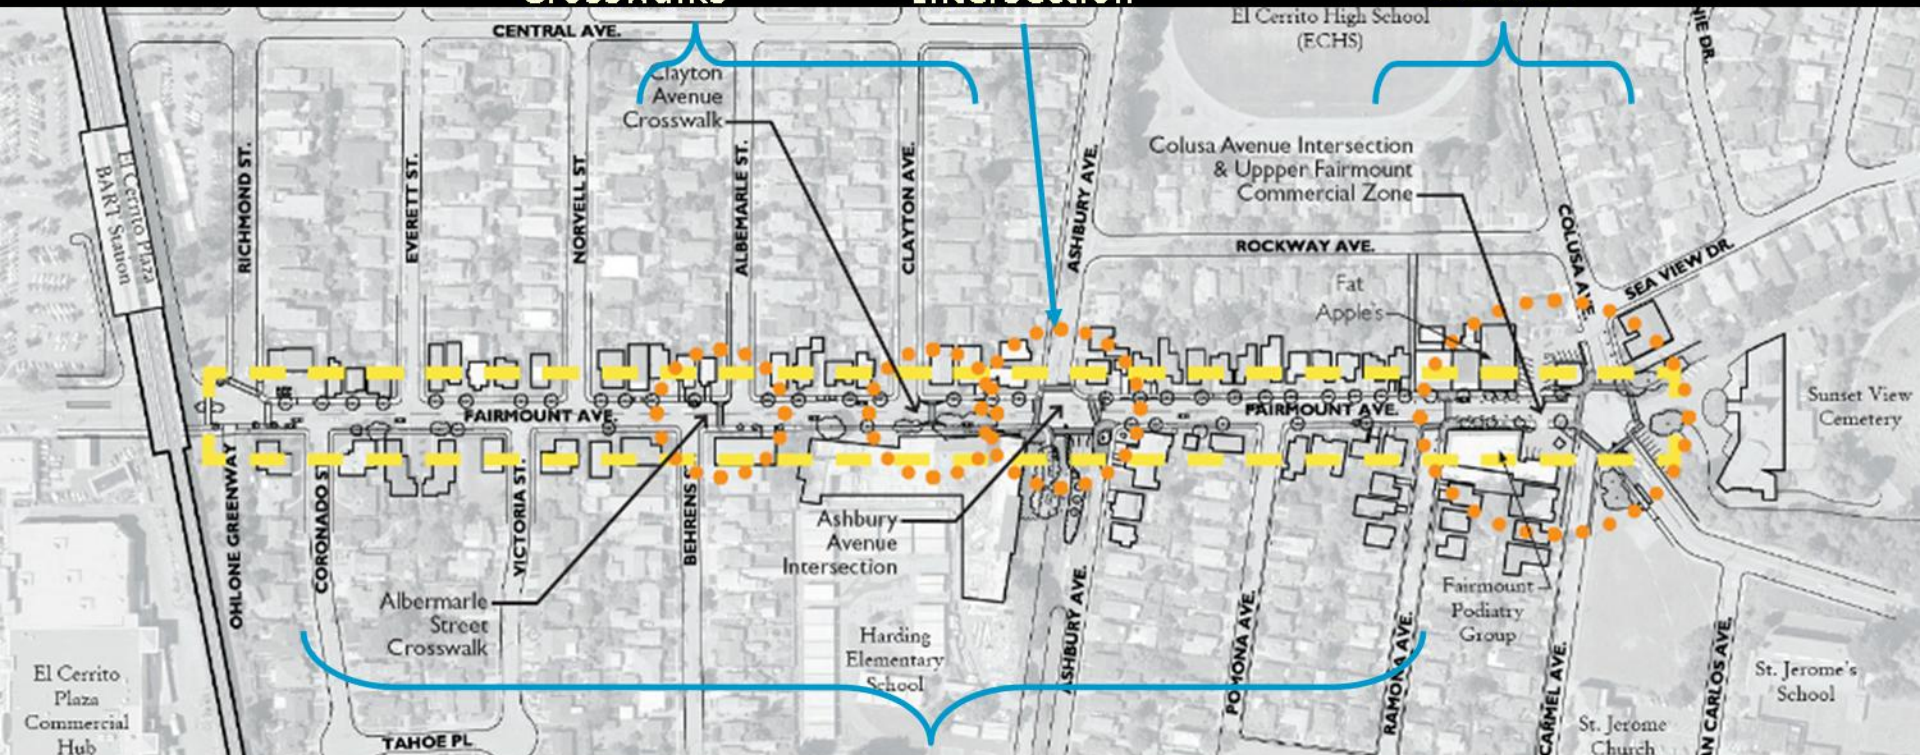 Crosswalks
Intersection
El Cerrito High School
(ECHS)
CENTRAL AVE.
Clayton
Avenue
Crosswalk
Colusa Avenue Intersection
& Uppper Fairmount
Commercial Zone
El Cerrito Plaza
BART Station
RICHMOND ST.
EVERETT ST.
NORVELL ST.
ALBEMARLE ST.
CLAYTON AVE.
ASHBURY AVE.
ROCKWAY AVE.
COLUSA AVE.
SEA VIEW DR.
Fat
Apple's
FAIRMOUNT AVE.
FAIRMOUNT AVE.
Sunset View
Cemetery
OHLONE GREENWAY
CORONADO ST.
VICTORIA ST.
BEHRENS
Ashbury
Avenue
Intersection
Albermarle
Street
Crosswalk
Harding
Elementary
School
ASHBURY AVE.
POMONA AVE.
RAMONA AVE.
Fairmount
Podiatry
Group
CARMEL AVE.
AN CARLOS AVE.
El Cerrito
Plaza
Commercial
Hub
TAHOE PL
St. Jerome
Church
St. Jerome's
School